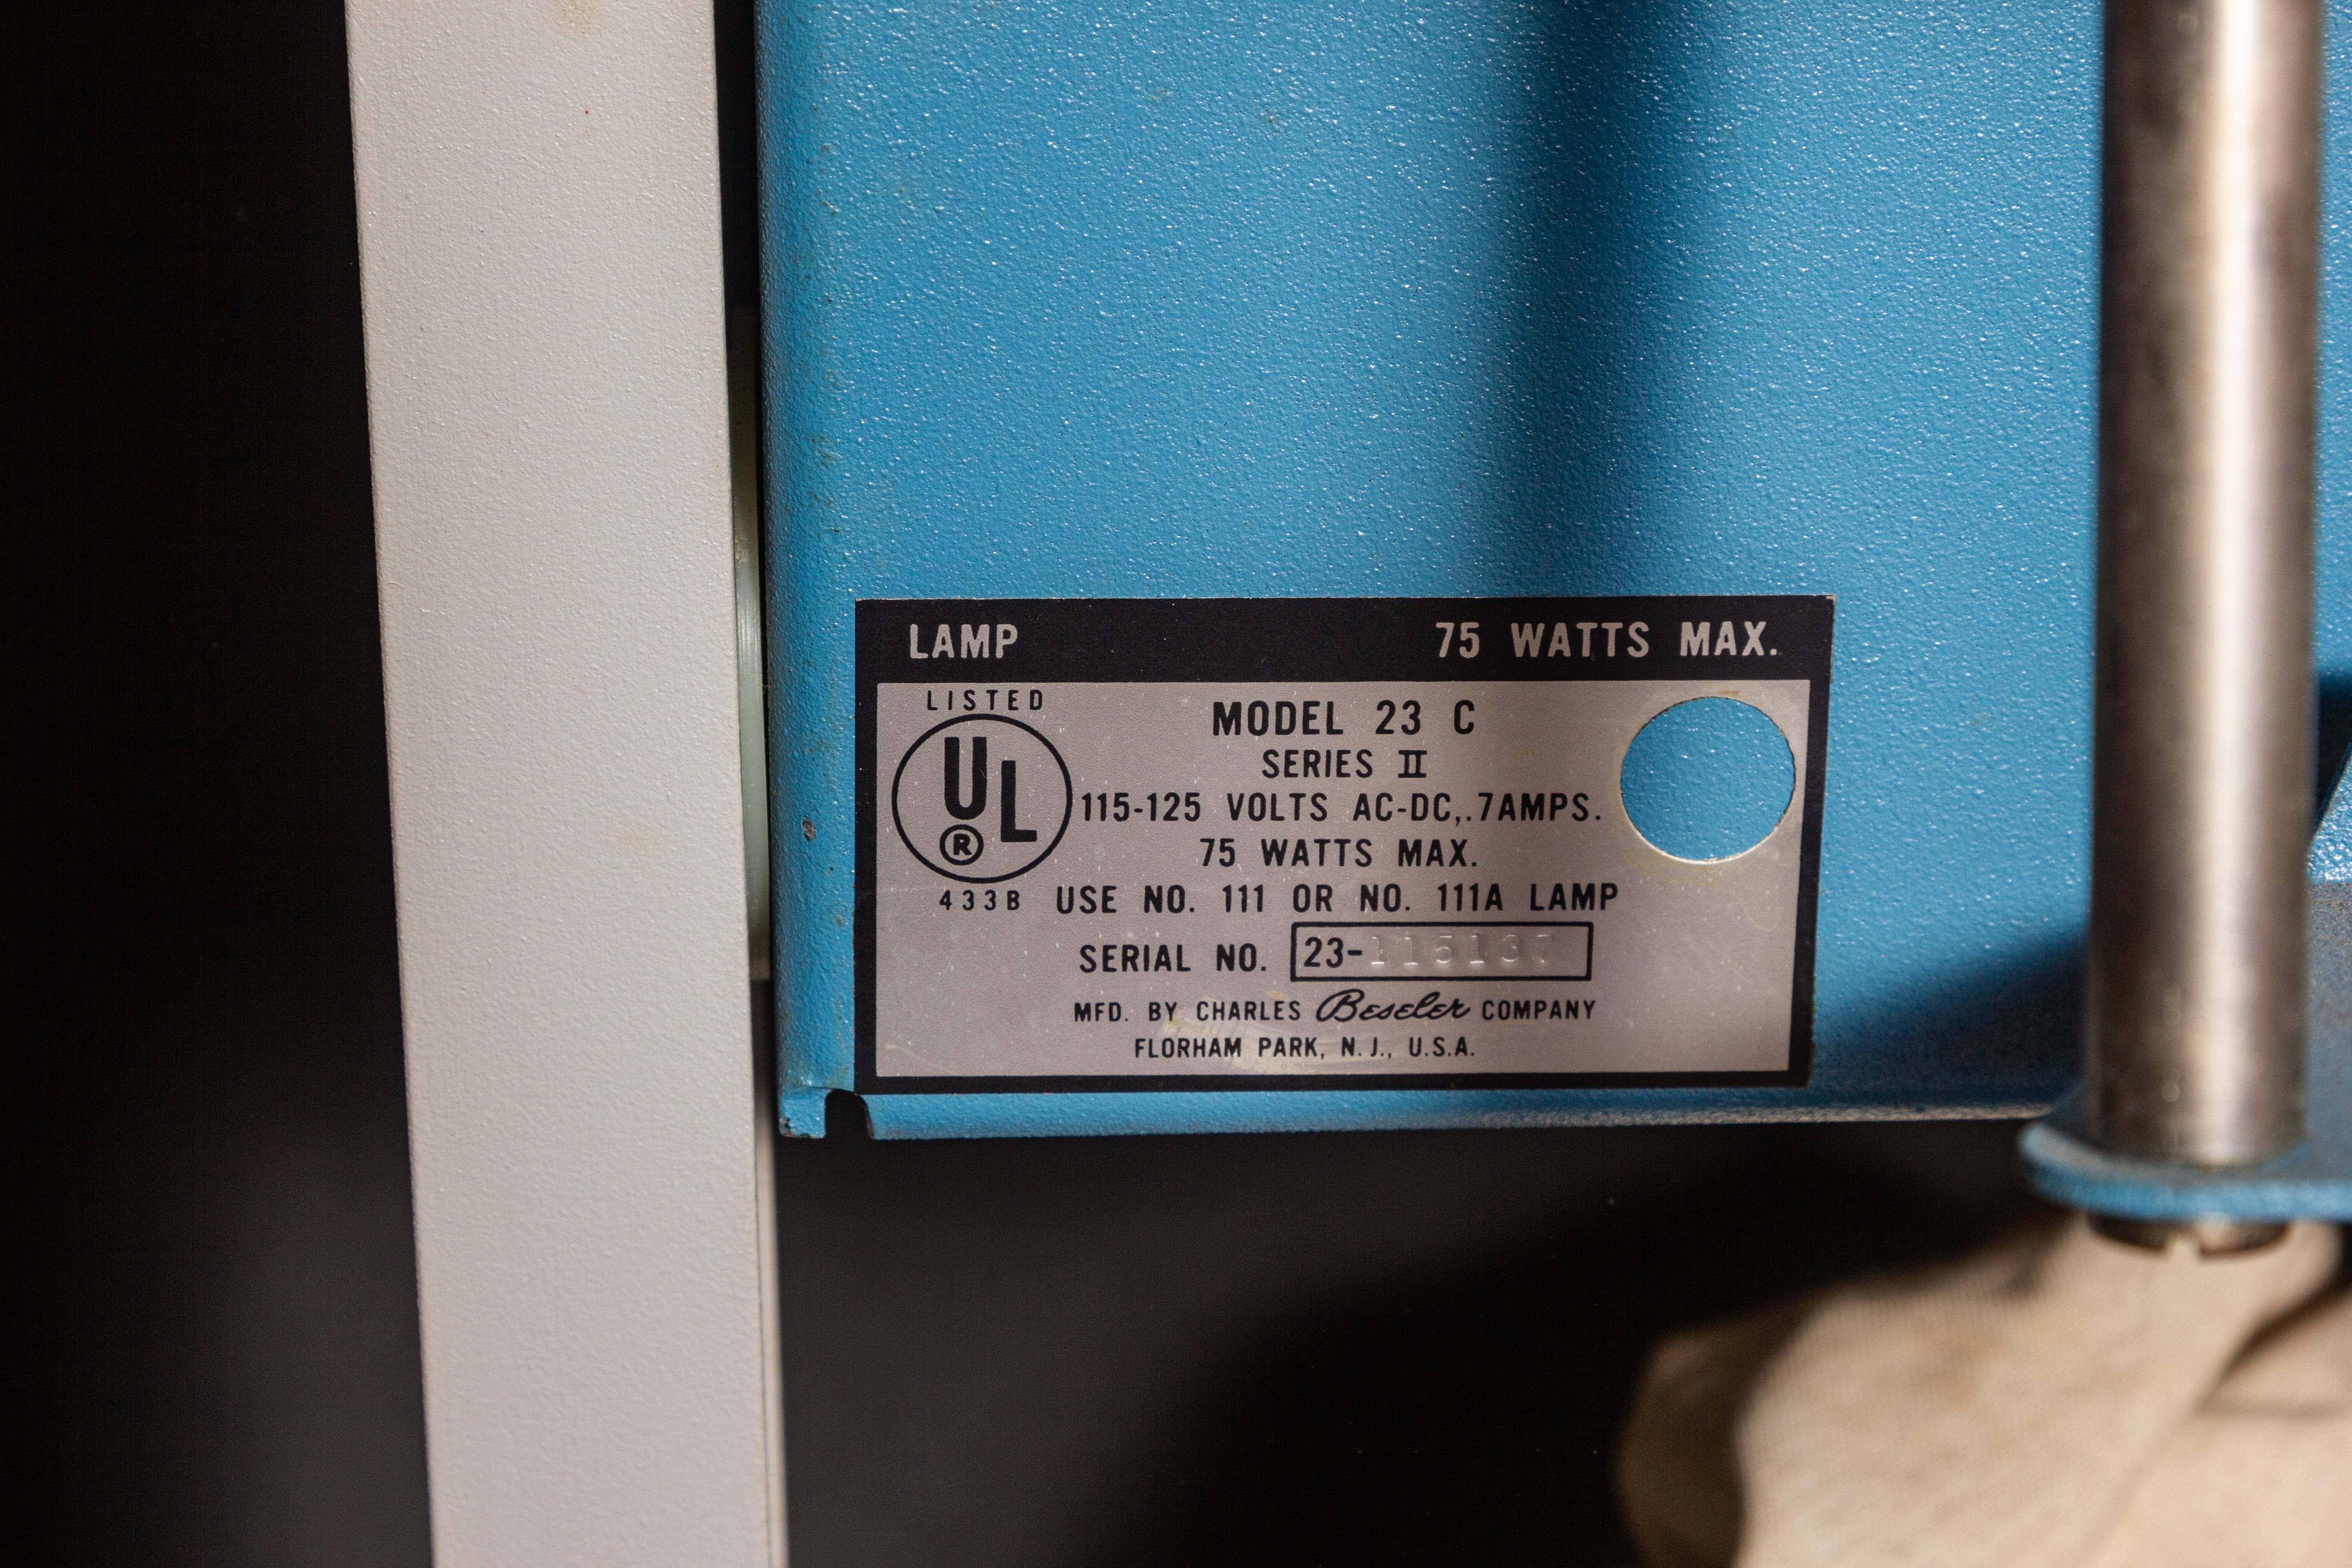 LAMP 75 WATTS MAX.
LISTED
UL
®
433B
MODEL 23 C
SERIES II
115-125 VOLTS AC-DC,.7AMPS.
75 WATTS MAX.
USE NO. 111 OR NO. 111A LAMP
SERIAL NO. 23-115137
MFD. BY CHARLES Beseler COMPANY
FLORHAM PARK, N.J., U.S.A.